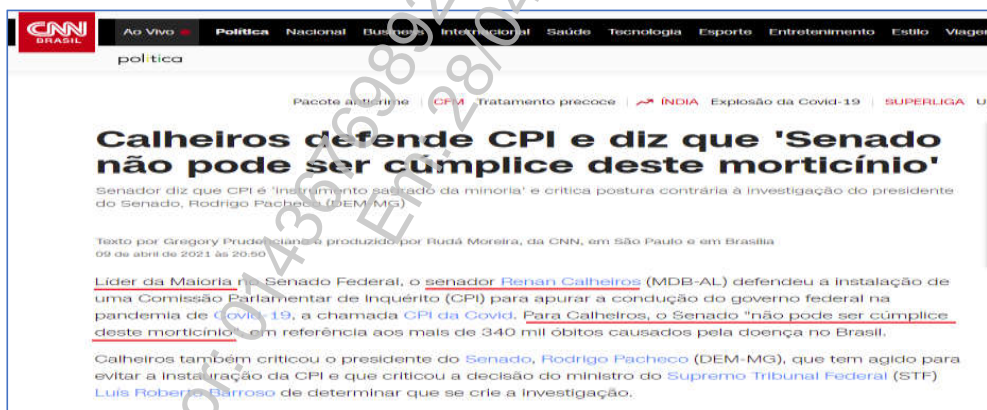 CNN
BRASIL
Ao Vivo Política Nacional Business Internacional Saúde Tecnologia Esporte Entretenimento Estilo Viagem
política
Pacote anticrime CFM Tratamento precoce ÍNDIA Explosão da Covid-19 SUPERLIGA U
Calheiros defende CPI e diz que 'Senado
não pode ser cúmplice deste morticínio'
Senador diz que CPI é 'instrumento sagrado da minoria' e critica postura contrária à investigação do presidente
do Senado, Rodrigo Pacheco (DEM-MG)
Texto por Gregory Prudenciano e produzido por Rudá Moreira, da CNN, em São Paulo e em Brasília
09 de abril de 2021 às 20:50
Líder da Maioria no Senado Federal, o senador Renan Calheiros (MDB-AL) defendeu a instalação de
uma Comissão Parlamentar de Inquérito (CPI) para apurar a condução do governo federal na
pandemia de Covid-19, a chamada CPI da Covid. Para Calheiros, o Senado "não pode ser cúmplice
deste morticínio", em referência aos mais de 340 mil óbitos causados pela doença no Brasil.
Calheiros também criticou o presidente do Senado, Rodrigo Pacheco (DEM-MG), que tem agido para
evitar a instauração da CPI e que criticou a decisão do ministro do Supremo Tribunal Federal (STF)
Luís Roberto Barroso de determinar que se crie a investigação.
Em: 28/04